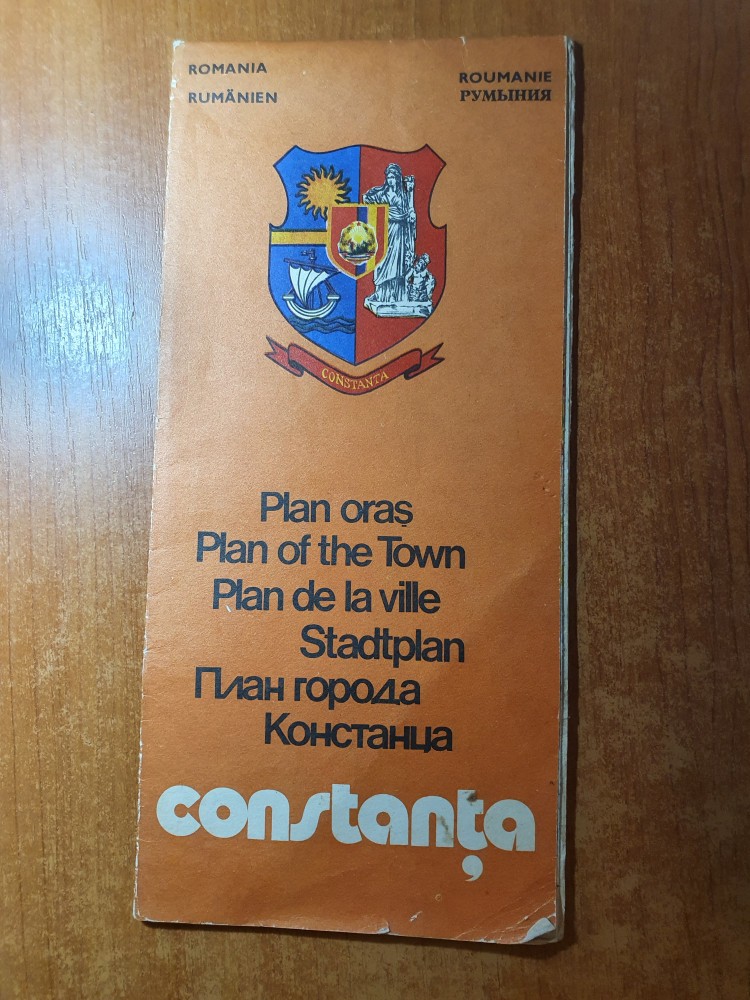 ROMANIA
ROUMANIE
RUMÄNIEN
РУМЫНИЯ
CONSTANȚA
Plan oraș
Plan of the Town
Plan de la ville
Stadtplan
План города
Констанца
constanța